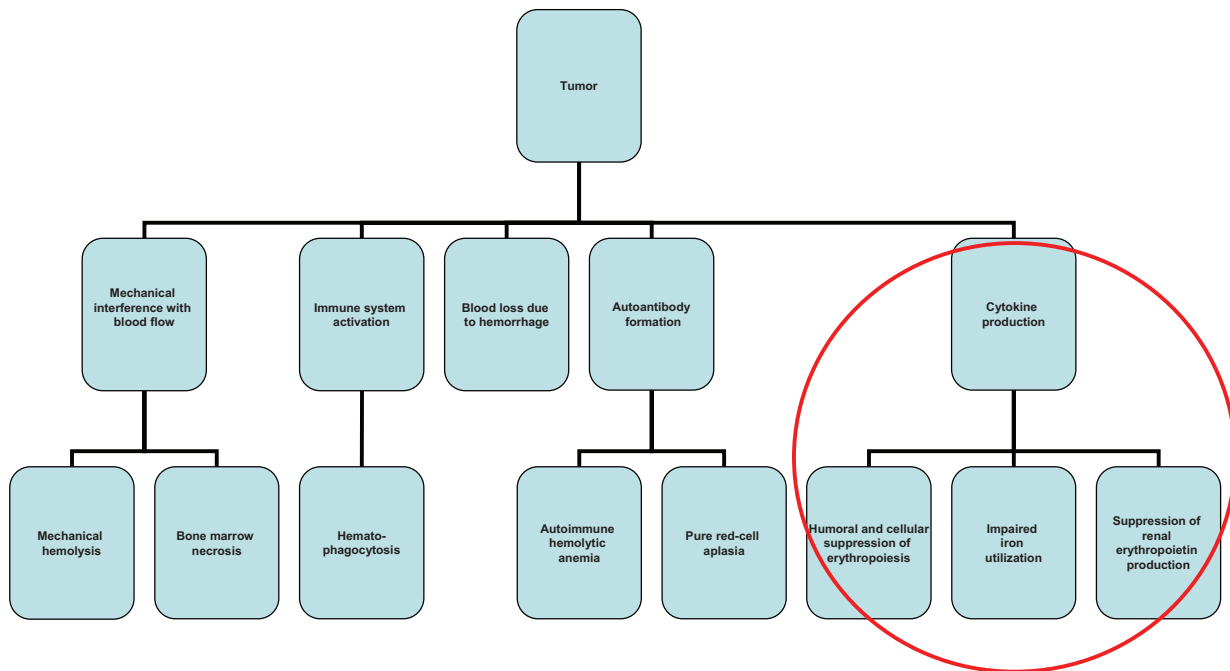 Tumor
Mechanical
interference with
blood flow
Immune system
activation
Blood loss due
to hemorrhage
Autoantibody
formation
Cytokine
production
Mechanical
hemolysis
Bone marrow
necrosis
Hemato-
phagocytosis
Autoimmune
hemolytic
anemia
Pure red-cell
aplasia
Humoral and cellular
suppression of
erythropoiesis
Impaired
iron
utilization
Suppression of
renal
erythropoietin
production